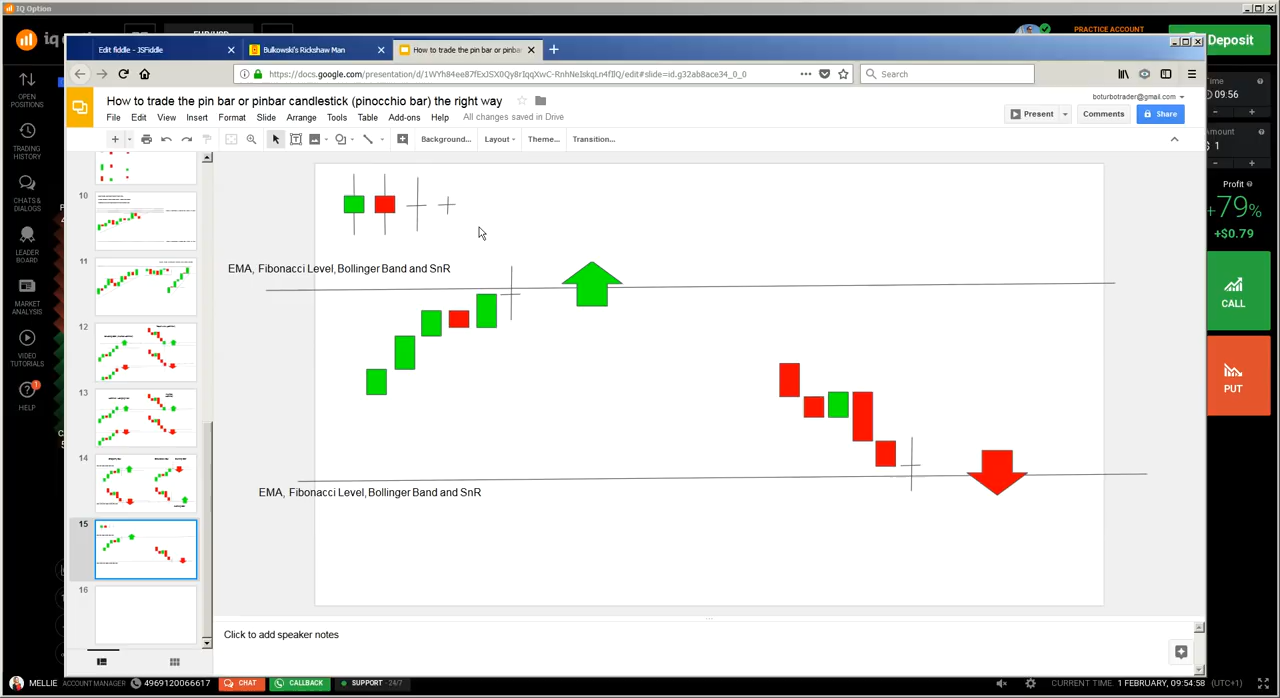 IQ Option
PRACTICE ACCOUNT
Deposit
Edit fiddle - JSFiddle
Bulkowski's Rickshaw Man
How to trade the pin bar or pinba
https://docs.google.com/presentation/d/1WYh84ee87fExJSX0Qy8rIqqXwC-RnhNeIskqLn4fIQ/edit#slide=id.g32ab8ace34_0_0
Search
How to trade the pin bar or pinbar candlestick (pinocchio bar) the right way
boturbotrader@gmail.com
File Edit View Insert Format Slide Arrange Tools Table Add-ons Help All changes saved in Drive
Present Comments Share
Background... Layout Theme... Transition...
OPEN POSITIONS
TRADING HISTORY
CHATS & DIALOGS
LEADER BOARD
MARKET ANALYSIS
VIDEO TUTORIALS
HELP
1
10
11
12
13
14
15
16
EMA, Fibonacci Level, Bollinger Band and SnR
EMA, Fibonacci Level, Bollinger Band and SnR
Click to add speaker notes
Time
09:56
Amount
$ 1
Profit
+79%
+$0.79
CALL
PUT
MELLIE ACCOUNT MANAGER 4969120066617 CHAT CALLBACK SUPPORT - 24/7 CURRENT TIME: 1 FEBRUARY, 09:54:58 (UTC+1)